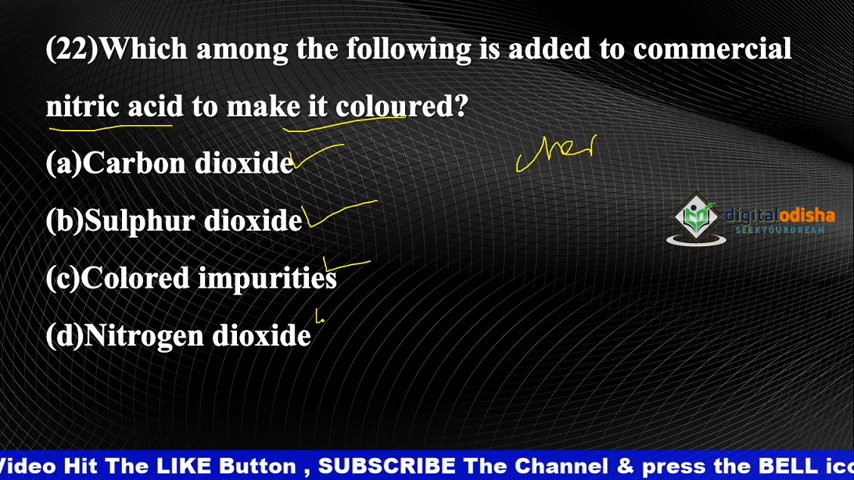 (22)Which among the following is added to commercial
nitric acid to make it coloured?
(a)Carbon dioxide
(b)Sulphur dioxide
(c)Colored impurities
(d)Nitrogen dioxide
digitalodisha
SEEKYOURDREAM
Video Hit The LIKE Button , SUBSCRIBE The Channel & press the BELL ico